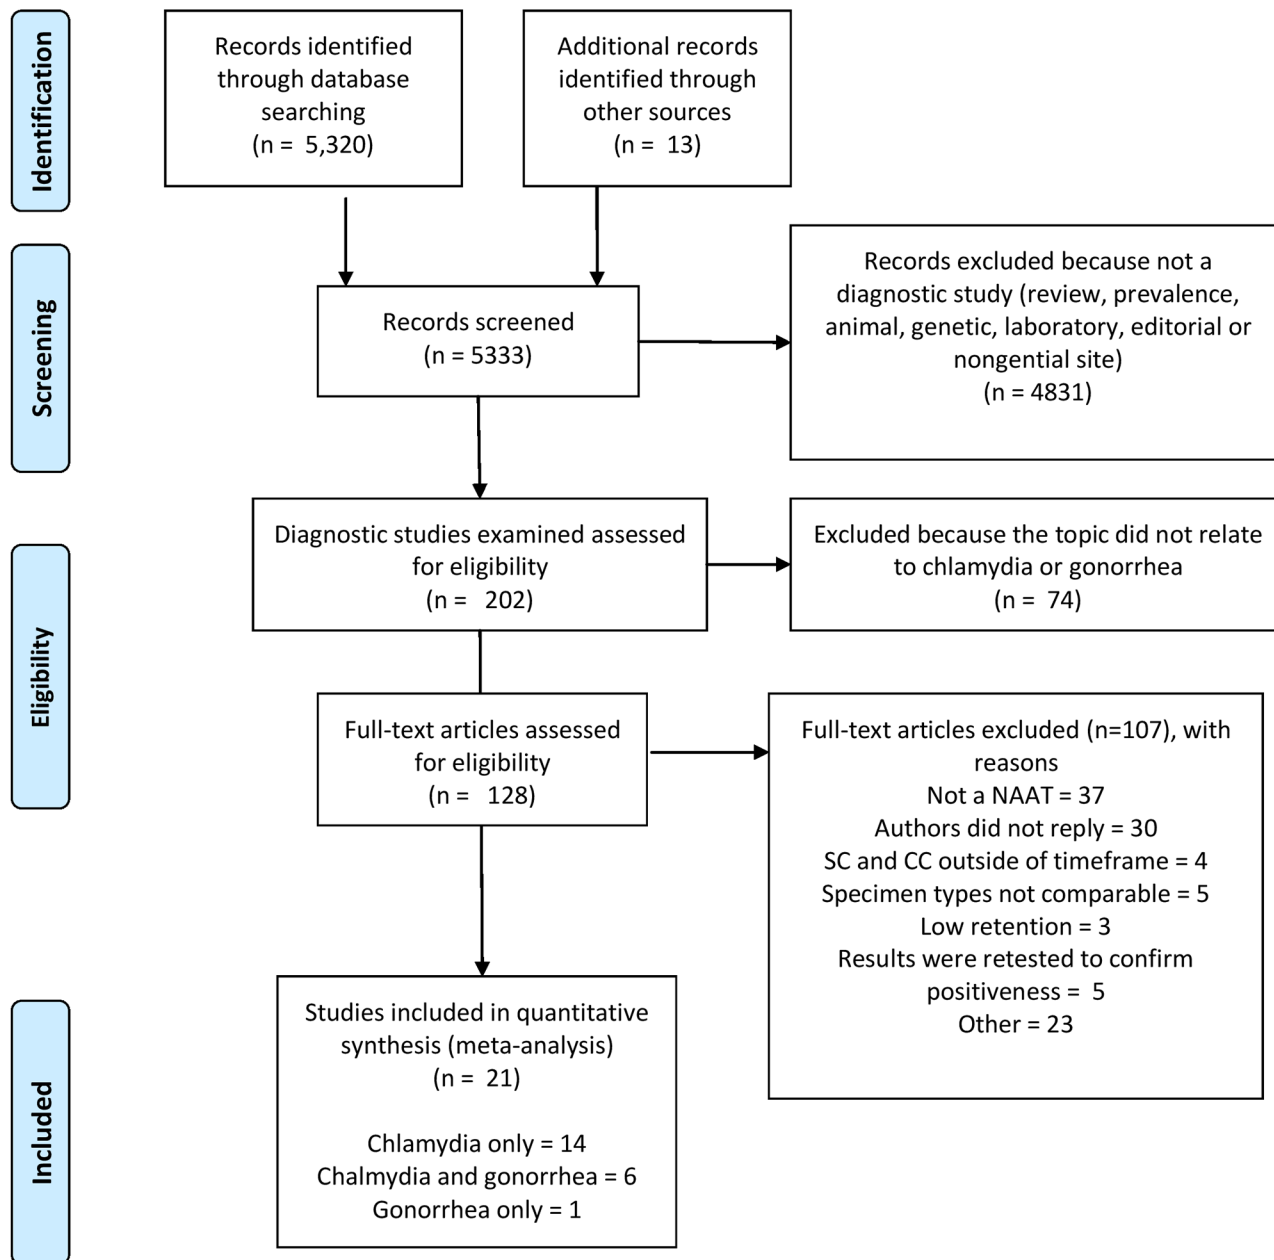 Identification
Records identified
through database
searching
(n = 5,320)
Additional records
identified through
other sources
(n = 13)
Screening
Records screened
(n = 5333)
Records excluded because not a
diagnostic study (review, prevalence,
animal, genetic, laboratory, editorial or
nongential site)
(n = 4831)
Eligibility
Diagnostic studies examined assessed
for eligibility
(n = 202)
Excluded because the topic did not relate
to chlamydia or gonorrhea
(n = 74)
Full-text articles assessed
for eligibility
(n = 128)
Full-text articles excluded (n=107), with
reasons
Not a NAAT = 37
Authors did not reply = 30
SC and CC outside of timeframe = 4
Specimen types not comparable = 5
Low retention = 3
Results were retested to confirm
positiveness = 5
Other = 23
Included
Studies included in quantitative
synthesis (meta-analysis)
(n = 21)
Chlamydia only = 14
Chalmydia and gonorrhea = 6
Gonorrhea only = 1